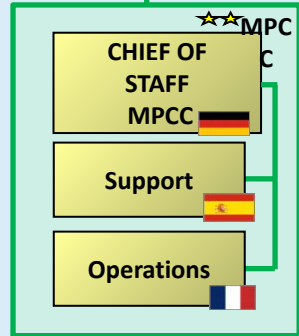 MPC
C
CHIEF OF
STAFF
MPCC
Support
Operations